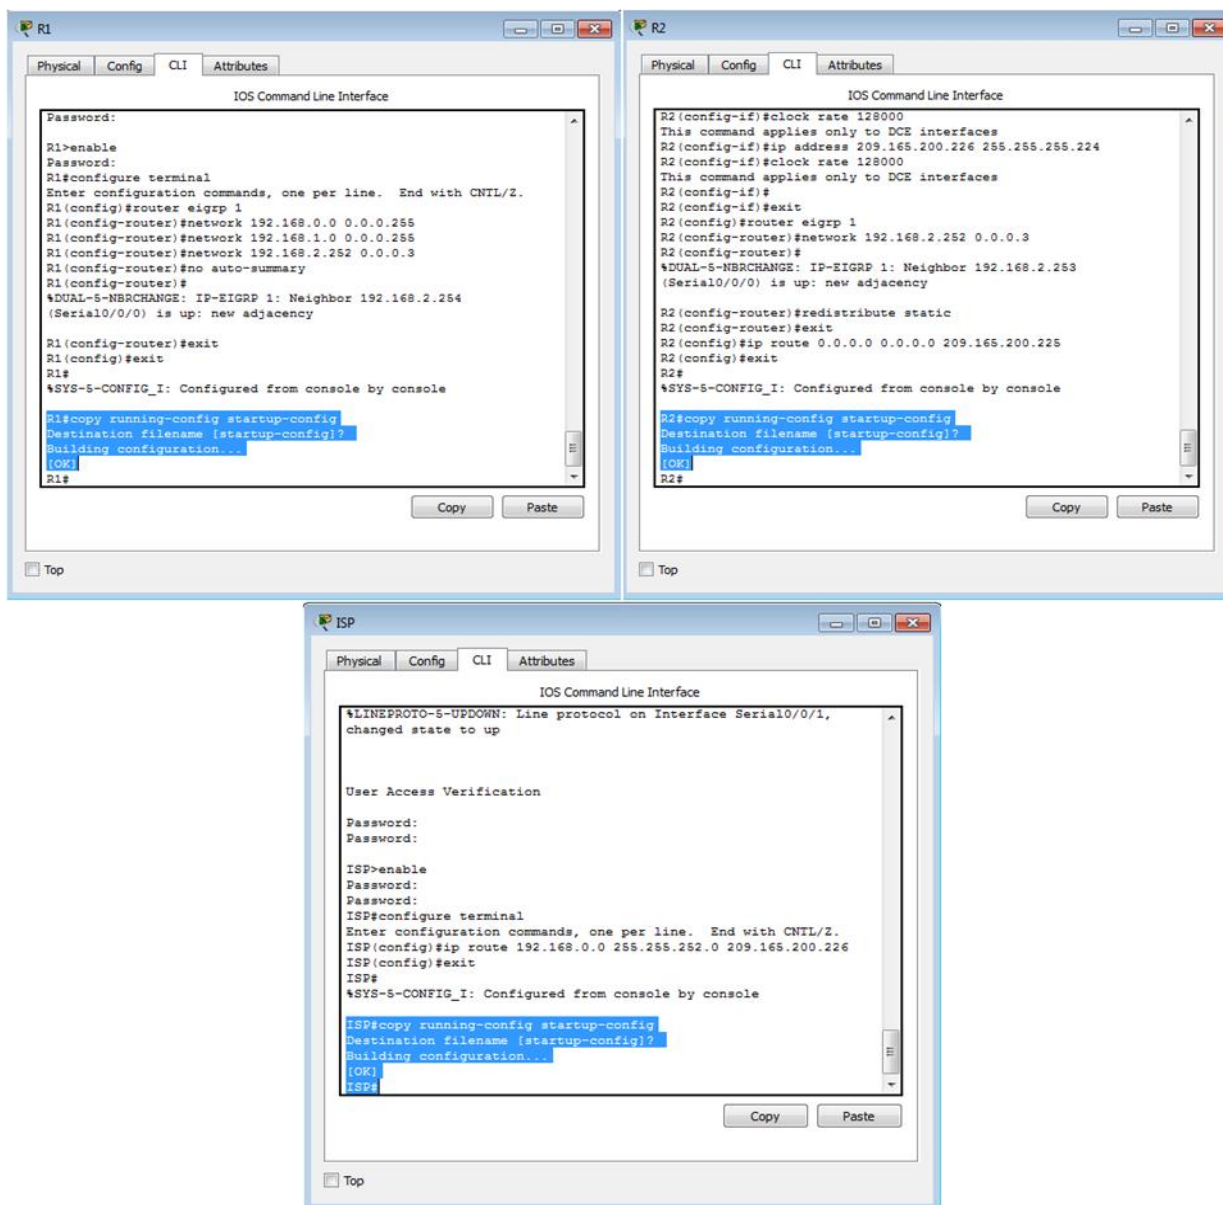 R1
Physical Config CLI Attributes
IOS Command Line Interface
Password:
R1>enable
Password:
R1#configure terminal
Enter configuration commands, one per line.  End with CNTL/Z.
R1(config)#router eigrp 1
R1(config-router)#network 192.168.0.0 0.0.0.255
R1(config-router)#network 192.168.1.0 0.0.0.255
R1(config-router)#network 192.168.2.252 0.0.0.3
R1(config-router)#no auto-summary
R1(config-router)#
%DUAL-5-NBRCHANGE: IP-EIGRP 1: Neighbor 192.168.2.254
(Serial0/0/0) is up: new adjacency
R1(config-router)#exit
R1(config)#exit
R1#
%SYS-5-CONFIG_I: Configured from console by console
R1#copy running-config startup-config
Destination filename [startup-config]?
Building configuration...
[OK]
R1#
Copy Paste
Top
R2
Physical Config CLI Attributes
IOS Command Line Interface
R2(config-if)#clock rate 128000
This command applies only to DCE interfaces
R2(config-if)#ip address 209.165.200.226 255.255.255.224
R2(config-if)#clock rate 128000
This command applies only to DCE interfaces
R2(config-if)#
R2(config-if)#exit
R2(config)#router eigrp 1
R2(config-router)#network 192.168.2.252 0.0.0.3
R2(config-router)#
%DUAL-5-NBRCHANGE: IP-EIGRP 1: Neighbor 192.168.2.253
(Serial0/0/0) is up: new adjacency
R2(config-router)#redistribute static
R2(config-router)#exit
R2(config)#ip route 0.0.0.0 0.0.0.0 209.165.200.225
R2(config)#exit
R2#
%SYS-5-CONFIG_I: Configured from console by console
R2#copy running-config startup-config
Destination filename [startup-config]?
Building configuration...
[OK]
R2#
Copy Paste
Top
ISP
Physical Config CLI Attributes
IOS Command Line Interface
%LINEPROTO-5-UPDOWN: Line protocol on Interface Serial0/0/1,
changed state to up
User Access Verification
Password:
Password:
ISP>enable
Password:
Password:
ISP#configure terminal
Enter configuration commands, one per line.  End with CNTL/Z.
ISP(config)#ip route 192.168.0.0 255.255.252.0 209.165.200.226
ISP(config)#exit
ISP#
%SYS-5-CONFIG_I: Configured from console by console
ISP#copy running-config startup-config
Destination filename [startup-config]?
Building configuration...
[OK]
ISP#
Copy Paste
Top